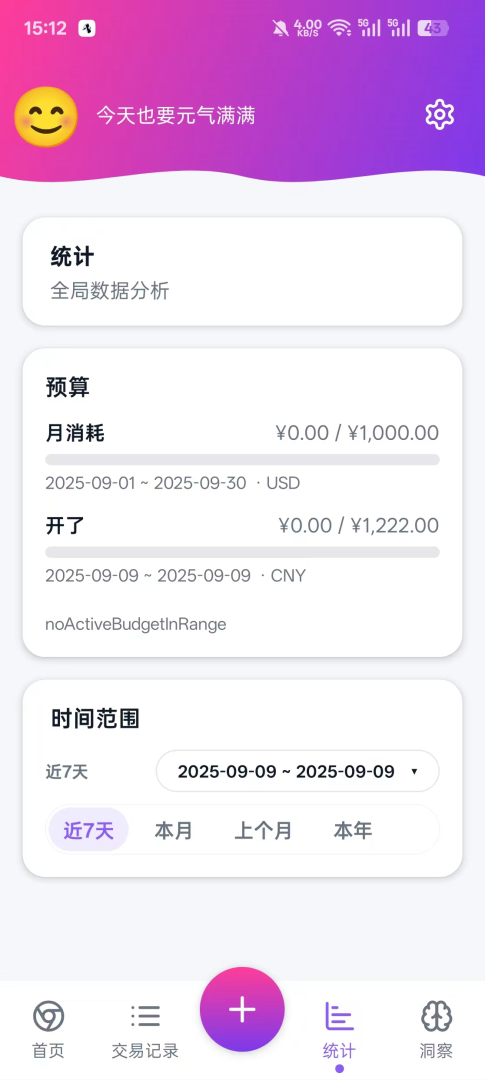 15:12 4.00 KB/S 5G 5G 43
今天也要元气满满
统计
全局数据分析
预算
月消耗 ¥0.00 / ¥1,000.00
2025-09-01 ~ 2025-09-30 · USD
开了 ¥0.00 / ¥1,222.00
2025-09-09 ~ 2025-09-09 · CNY
noActiveBudgetInRange
时间范围
近7天 2025-09-09 ~ 2025-09-09
近7天 本月 上个月 本年
首页 交易记录 统计 洞察